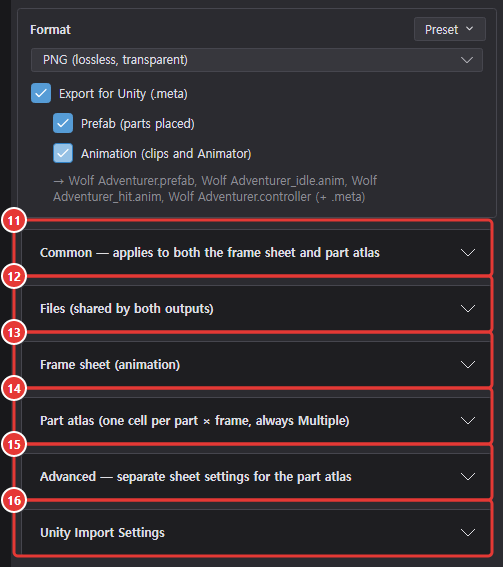 Format
Preset
PNG (lossless, transparent)
Export for Unity (.meta)
Prefab (parts placed)
Animation (clips and Animator)
→ Wolf Adventurer.prefab, Wolf Adventurer_idle.anim, Wolf
Adventurer_hit.anim, Wolf Adventurer.controller (+ .meta)
11
Common — applies to both the frame sheet and part atlas
12
Files (shared by both outputs)
13
Frame sheet (animation)
14
Part atlas (one cell per part × frame, always Multiple)
15
Advanced — separate sheet settings for the part atlas
16
Unity Import Settings